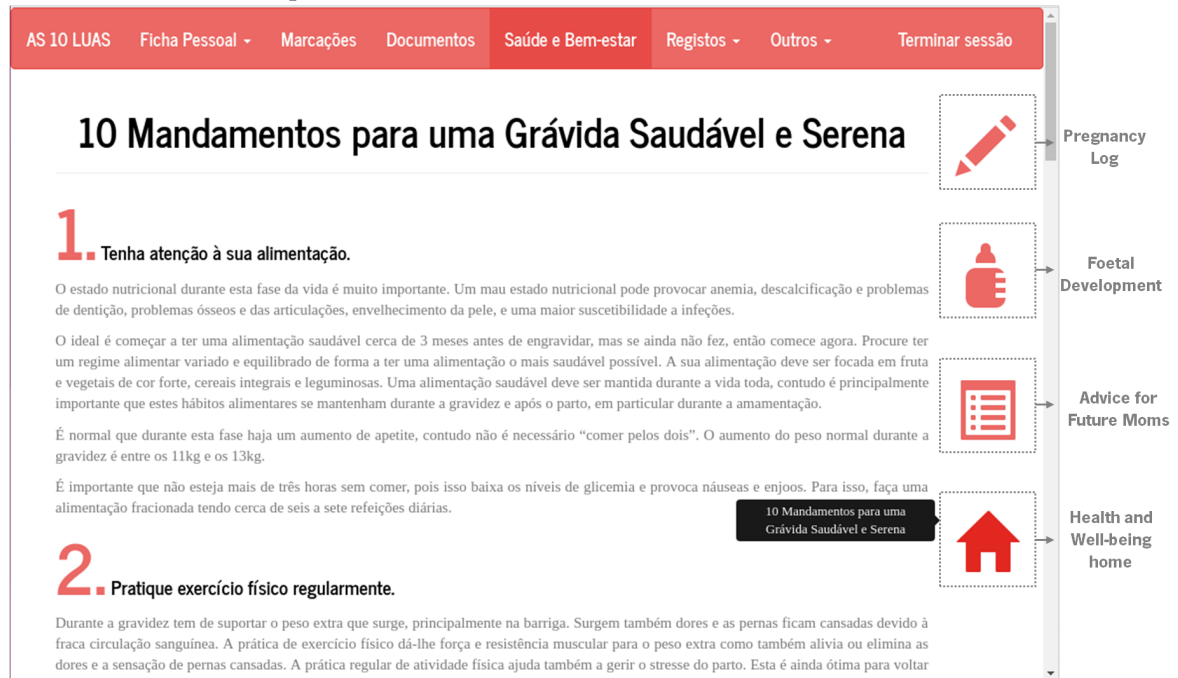 AS 10 LUAS Ficha Pessoal Marcações Documentos Saúde e Bem-estar Registos Outros Terminar sessão
10 Mandamentos para uma Grávida Saudável e Serena
Pregnancy
Log
1. Tenha atenção à sua alimentação.
O estado nutricional durante esta fase da vida é muito importante. Um mau estado nutricional pode provocar anemia, descalcificação e problemas
de dentição, problemas ósseos e das articulações, envelhecimento da pele, e uma maior suscetibilidade a infeções.
Foetal
Development
O ideal é começar a ter uma alimentação saudável cerca de 3 meses antes de engravidar, mas se ainda não fez, então comece agora. Procure ter
um regime alimentar variado e equilibrado de forma a ter uma alimentação o mais saudável possível. A sua alimentação deve ser focada em fruta
e vegetais de cor forte, cereais integrais e leguminosas. Uma alimentação saudável deve ser mantida durante a vida toda, contudo é principalmente
importante que estes hábitos alimentares se mantenham durante a gravidez e após o parto, em particular durante a amamentação.
Advice for
Future Moms
É normal que durante esta fase haja um aumento de apetite, contudo não é necessário “comer pelos dois”. O aumento do peso normal durante a
gravidez é entre os 11kg e os 13kg.
É importante que não esteja mais de três horas sem comer, pois isso baixa os níveis de glicemia e provoca náuseas e enjoos. Para isso, faça uma
alimentação fracionada tendo cerca de seis a sete refeições diárias.
10 Mandamentos para uma
Grávida Saudável e Serena
Health and
Well-being
home
2. Pratique exercício físico regularmente.
Durante a gravidez tem de suportar o peso extra que surge, principalmente na barriga. Surgem também dores e as pernas ficam cansadas devido à
fraca circulação sanguínea. A prática de exercício físico dá-lhe força e resistência muscular para o peso extra como também alivia ou elimina as
dores e a sensação de pernas cansadas. A prática regular de atividade física ajuda também a gerir o stresse do parto. Esta é ainda ótima para voltar